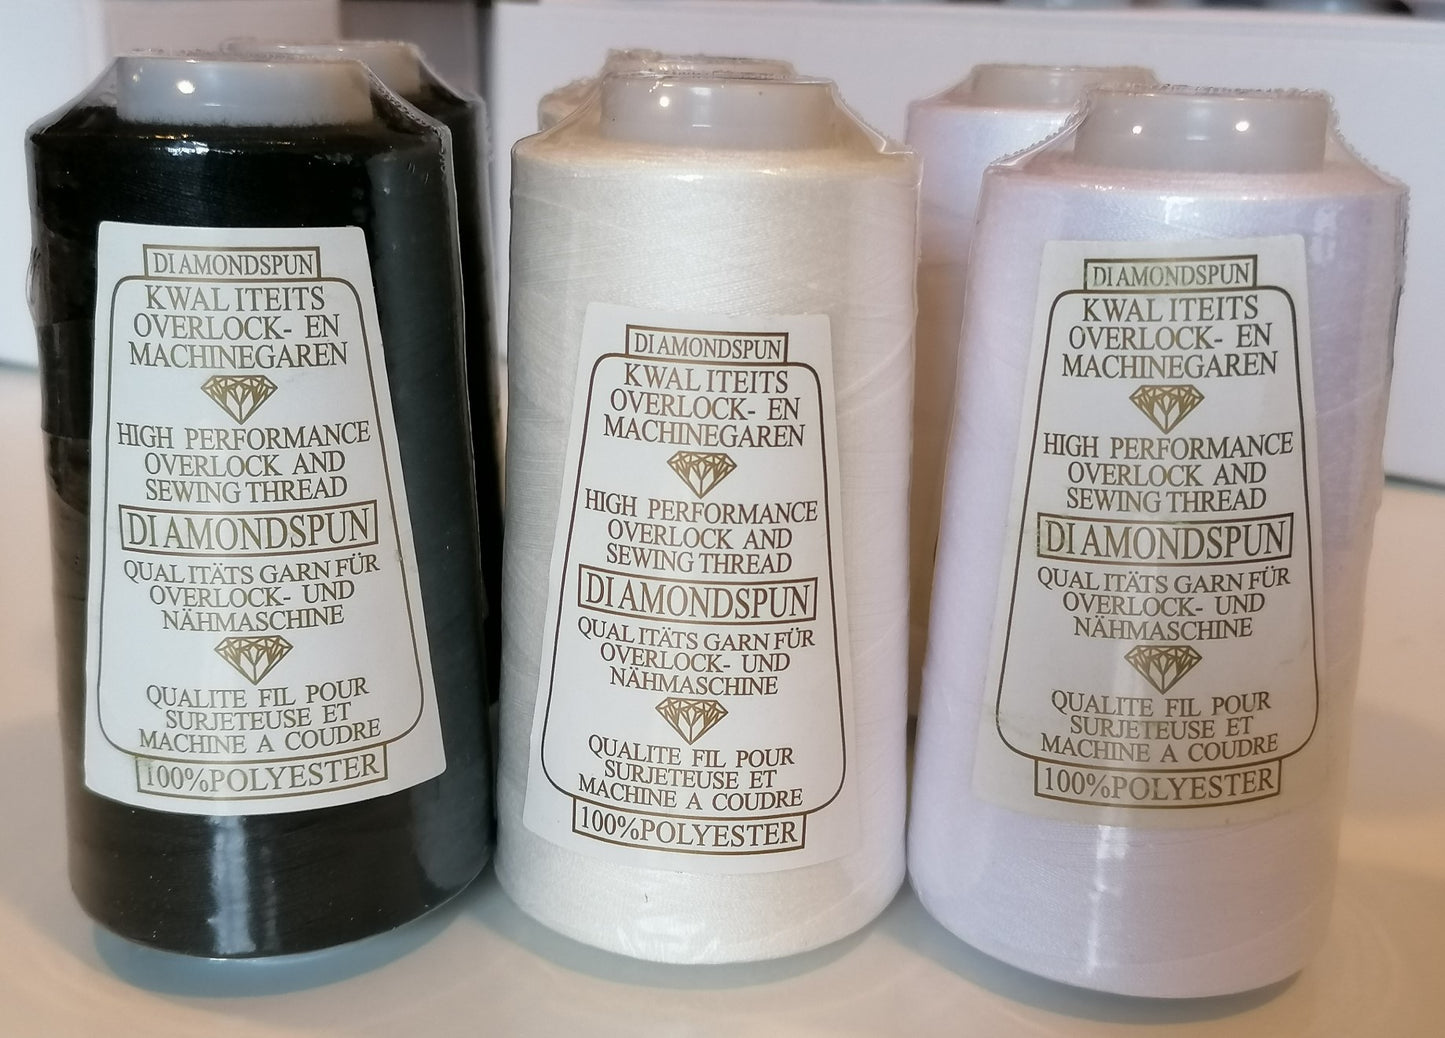 DIAMONDSPUN
KWALITEITS
OVERLOCK- EN
MACHINEGAREN
HIGH PERFORMANCE
OVERLOCK AND
SEWING THREAD
DIAMONDSPUN
QUALITÄTS GARN FÜR
OVERLOCK- UND
NÄHMASCHINE
QUALITE FIL POUR
SURJETEUSE ET
MACHINE A COUDRE
100%POLYESTER
DIAMONDSPUN
KWALITEITS
OVERLOCK- EN
MACHINEGAREN
HIGH PERFORMANCE
OVERLOCK AND
SEWING THREAD
DIAMONDSPUN
QUALITÄTS GARN FÜR
OVERLOCK- UND
NÄHMASCHINE
QUALITE FIL POUR
SURJETEUSE ET
MACHINE A COUDRE
100%POLYESTER
DIAMONDSPUN
KWALITEITS
OVERLOCK- EN
MACHINEGAREN
HIGH PERFORMANCE
OVERLOCK AND
SEWING THREAD
DIAMONDSPUN
QUALITÄTS GARN FÜR
OVERLOCK- UND
NÄHMASCHINE
QUALITE FIL POUR
SURJETEUSE ET
MACHINE A COUDRE
100%POLYESTER